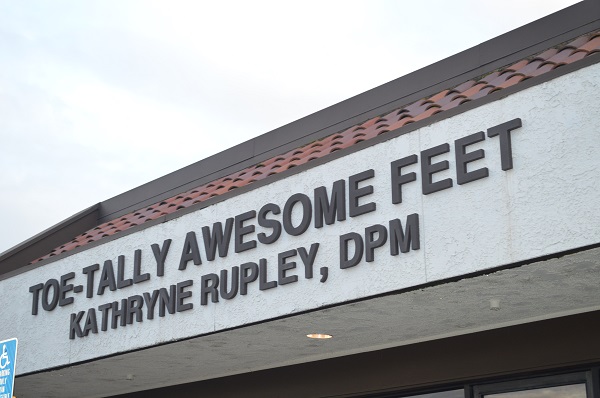 TOE-TALLY AWESOME FEET
KATHRYNE RUPLEY, DPM